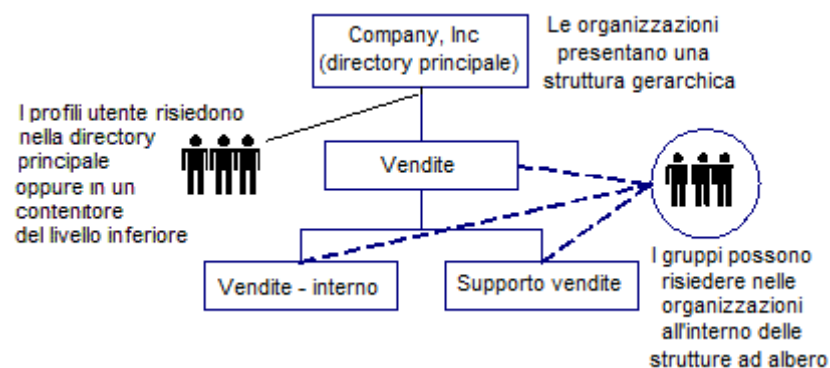 Company, Inc
(directory principale)
Le organizzazioni
presentano una
struttura gerarchica
I profili utente risiedono
nella directory
principale
oppure in un
contenitore
del livello inferiore
Vendite
Vendite - interno
Supporto vendite
I gruppi possono
risiedere nelle
organizzazioni
all'interno delle
strutture ad albero